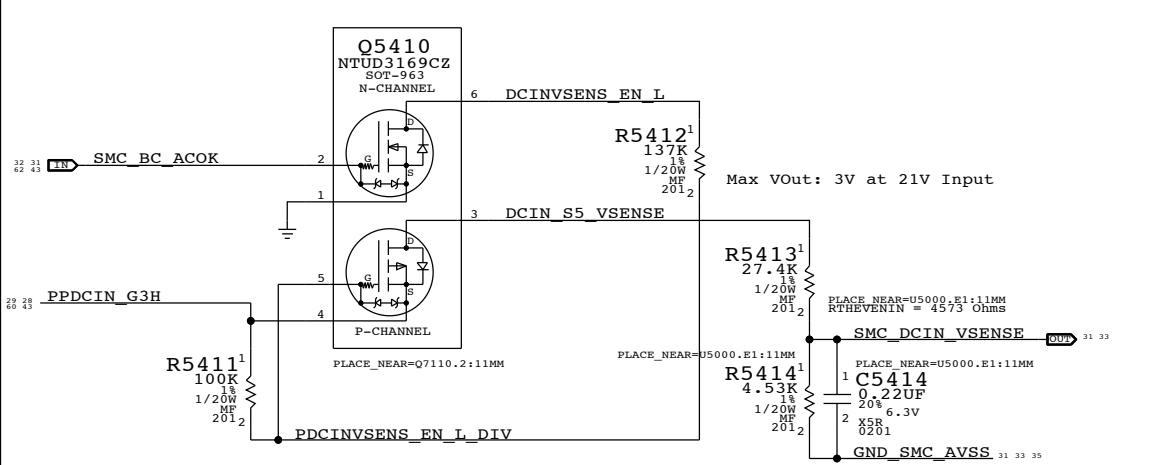 Q5410
NTUD3169CZ
SOT-963
N-CHANNEL
6 DCINVSENS_EN_L
D
R5412 1
137K
1%
1/20W
MF
201 2
32 31
62 43
IN SMC_BC_ACOK 2
G
S
1
Max VOut: 3V at 21V Input
3 DCIN_S5_VSENSE
D
5
G
S
R5413 1
27.4K
1%
1/20W
MF
201 2
29 28
60 43
PPDCIN_G3H
4
P-CHANNEL
PLACE_NEAR=U5000.E1:11MM
RTHEVENIN = 4573 Ohms
SMC_DCIN_VSENSE OUT 31 33
PLACE_NEAR=Q7110.2:11MM
PLACE_NEAR=U5000.E1:11MM
PLACE_NEAR=U5000.E1:11MM
R5411 1
100K
1%
1/20W
MF
201 2
R5414 1
4.53K
1%
1/20W
MF
201 2
1 C5414
0.22UF
20%
6.3V
2 X5R
0201
PDCINVSENS_EN_L_DIV
GND_SMC_AVSS 31 33 35